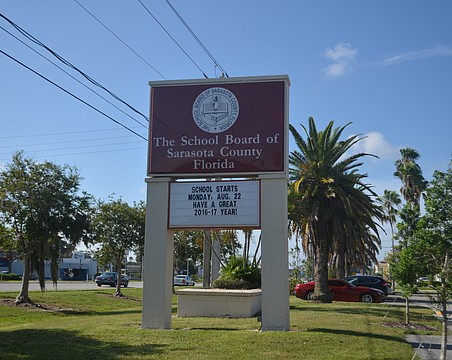 The School Board of
Sarasota County
Florida
SCHOOL STARTS
MONDAY, AUG. 22
HAVE A GREAT
2016-17 YEAR!